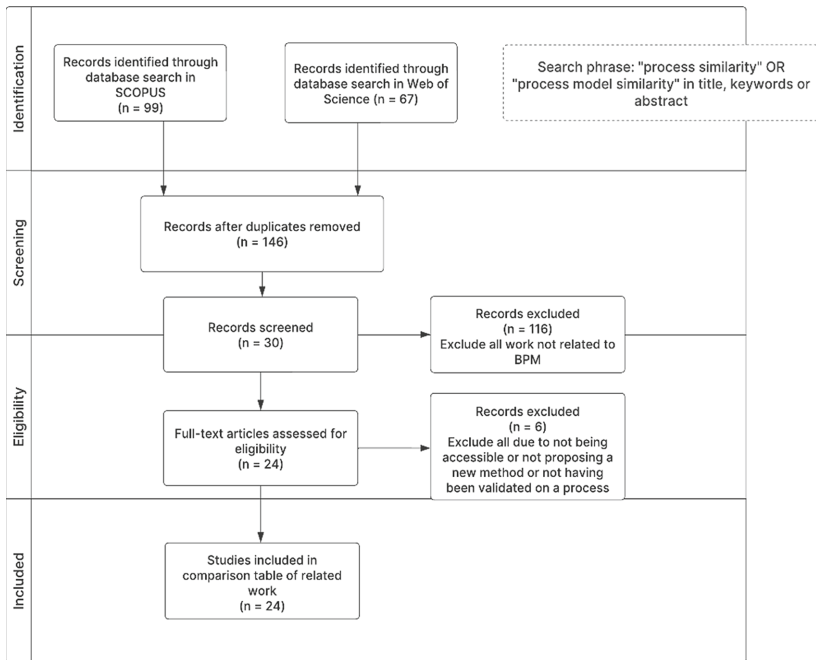 Identification
Records identified through
database search in
SCOPUS
(n = 99)
Records identified through
database search in Web of
Science (n = 67)
Search phrase: "process similarity" OR
"process model similarity" in title, keywords or
abstract
Screening
Records after duplicates removed
(n = 146)
Records screened
(n = 30)
Records excluded
(n = 116)
Exclude all work not related to
BPM
Eligibility
Full-text articles assessed for
eligibility
(n = 24)
Records excluded
(n = 6)
Exclude all due to not being
accessible or not proposing a
new method or not having
been validated on a process
Included
Studies included in
comparison table of related
work
(n = 24)